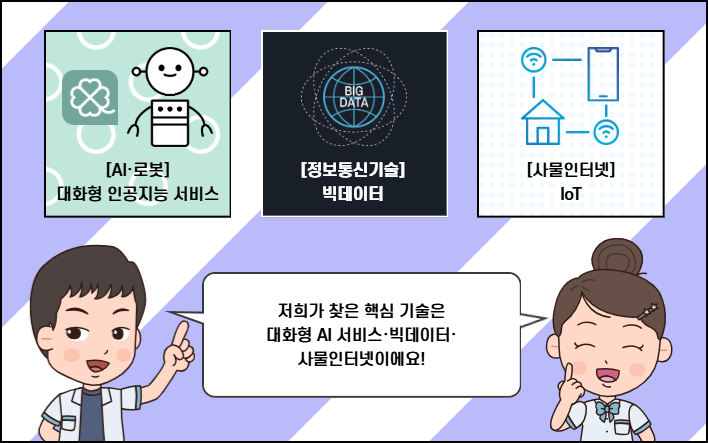 [AI·로봇]
대화형 인공지능 서비스
BIG
DATA
[정보통신기술]
빅데이터
[사물인터넷]
IoT
저희가 찾은 핵심 기술은
대화형 AI 서비스·빅데이터·
사물인터넷이에요!